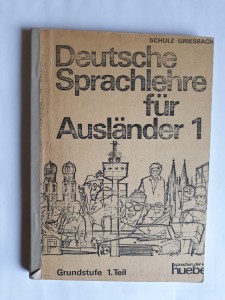 SCHULZ · GRIESBACH
Deutsche
Sprachlehre
für
Ausländer 1
Grundstufe 1. Teil
hueber